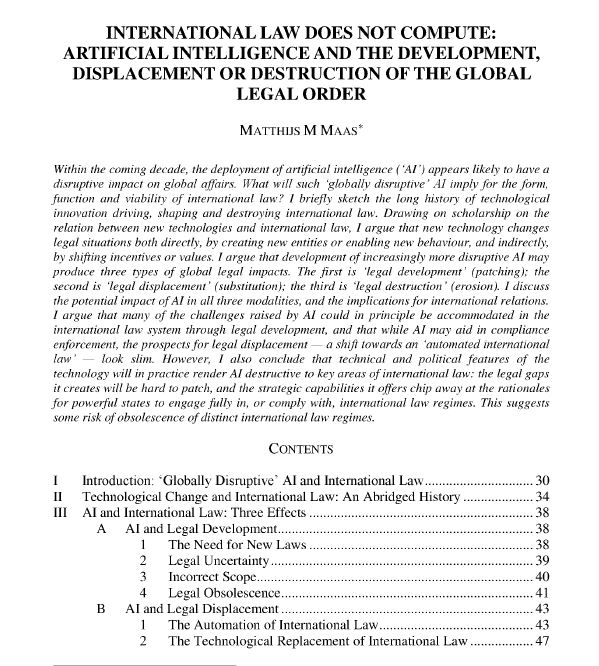 INTERNATIONAL LAW DOES NOT COMPUTE:
ARTIFICIAL INTELLIGENCE AND THE DEVELOPMENT,
DISPLACEMENT OR DESTRUCTION OF THE GLOBAL
LEGAL ORDER
MATTHIJS M MAAS*
Within the coming decade, the deployment of artificial intelligence (‘AI’) appears likely to have a
disruptive impact on global affairs. What will such ‘globally disruptive’ AI imply for the form,
function and viability of international law? I briefly sketch the long history of technological
innovation driving, shaping and destroying international law. Drawing on scholarship on the
relation between new technologies and international law, I argue that new technology changes
legal situations both directly, by creating new entities or enabling new behaviour, and indirectly,
by shifting incentives or values. I argue that development of increasingly more disruptive AI may
produce three types of global legal impacts. The first is ‘legal development’ (patching); the
second is ‘legal displacement’ (substitution); the third is ‘legal destruction’ (erosion). I discuss
the potential impact of AI in all three modalities, and the implications for international relations.
I argue that many of the challenges raised by AI could in principle be accommodated in the
international law system through legal development, and that while AI may aid in compliance
enforcement, the prospects for legal displacement — a shift towards an ‘automated international
law’ — look slim. However, I also conclude that technical and political features of the
technology will in practice render AI destructive to key areas of international law: the legal gaps
it creates will be hard to patch, and the strategic capabilities it offers chip away at the rationales
for powerful states to engage fully in, or comply with, international law regimes. This suggests
some risk of obsolescence of distinct international law regimes.
CONTENTS
I Introduction: ‘Globally Disruptive’ AI and International Law ................................ 30
II Technological Change and International Law: An Abridged History .................. 34
III AI and International Law: Three Effects ............................................................ 38
A AI and Legal Development........................................................................ 38
1 The Need for New Laws ................................................................ 38
2 Legal Uncertainty........................................................................... 39
3 Incorrect Scope............................................................................... 40
4 Legal Obsolescence........................................................................ 41
B AI and Legal Displacement ....................................................................... 43
1 The Automation of International Law............................................. 43
2 The Technological Replacement of International Law .................. 47